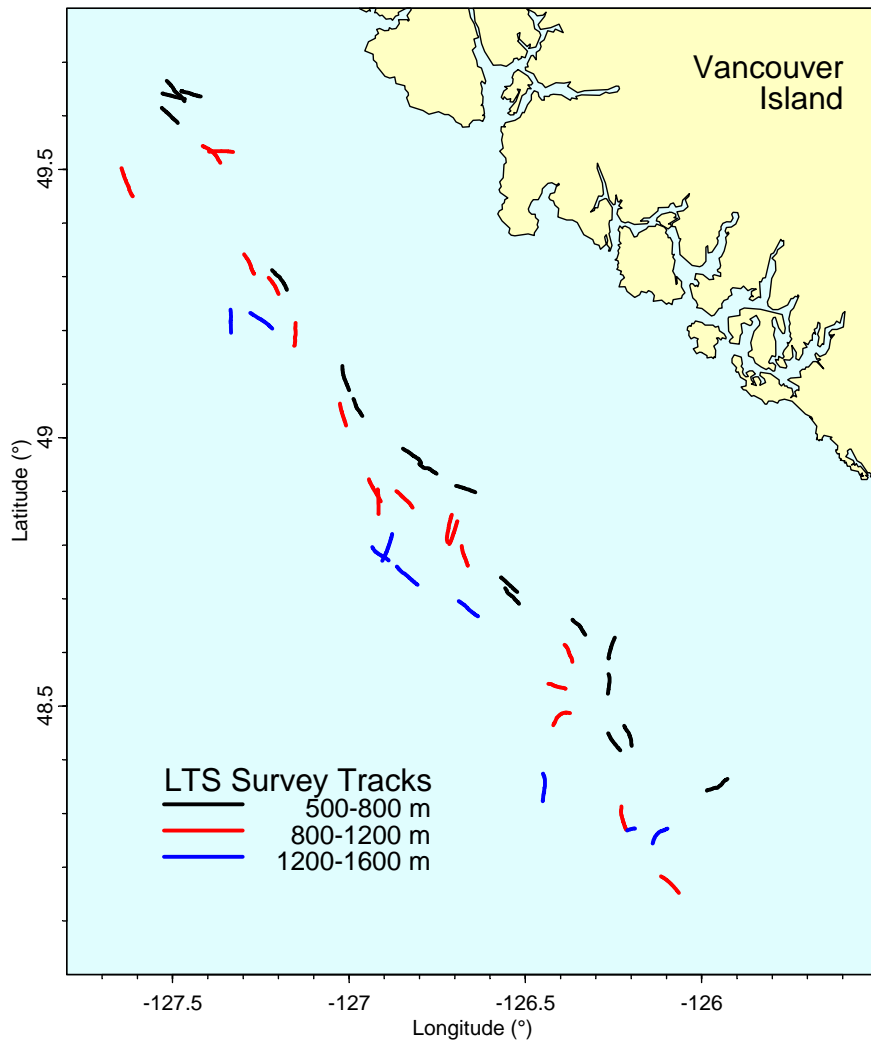 Vancouver
Island
49.5
49
48.5
Latitude (°)
LTS Survey Tracks
500-800 m
800-1200 m
1200-1600 m
-127.5
-127
-126.5
-126
Longitude (°)